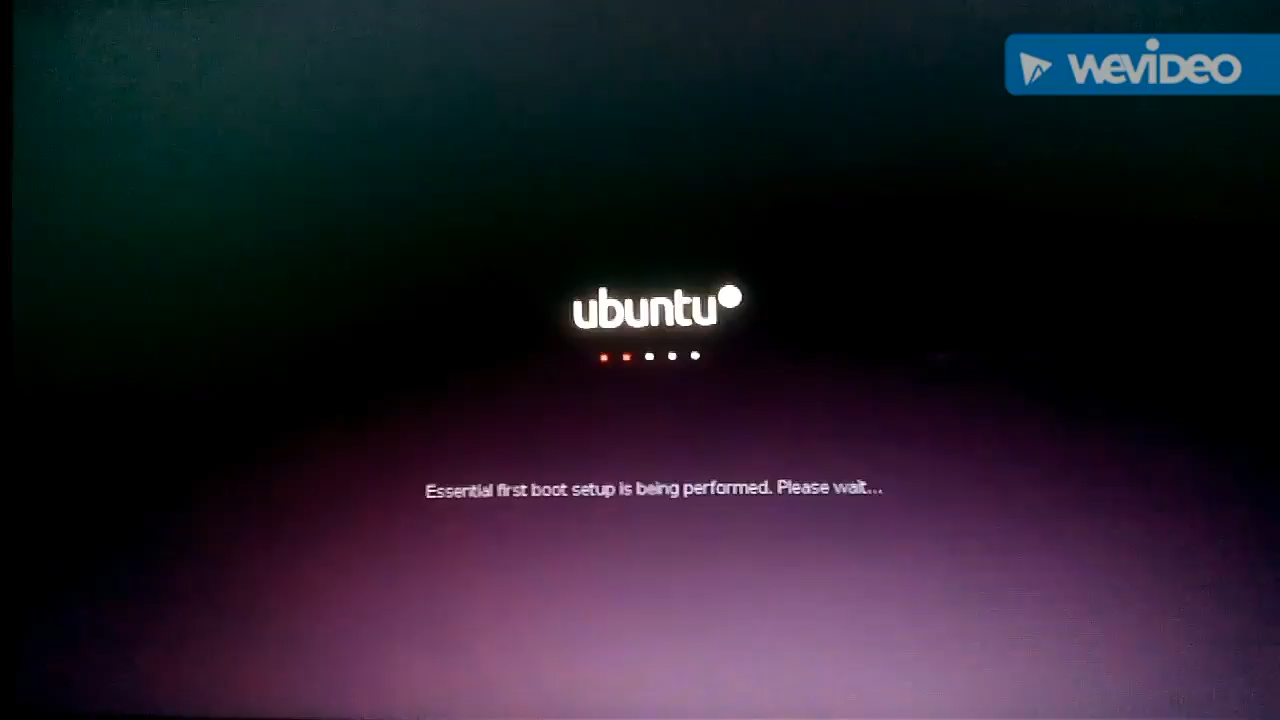 WEVIDEO
ubuntu
Essential first boot setup is being performed. Please wait...